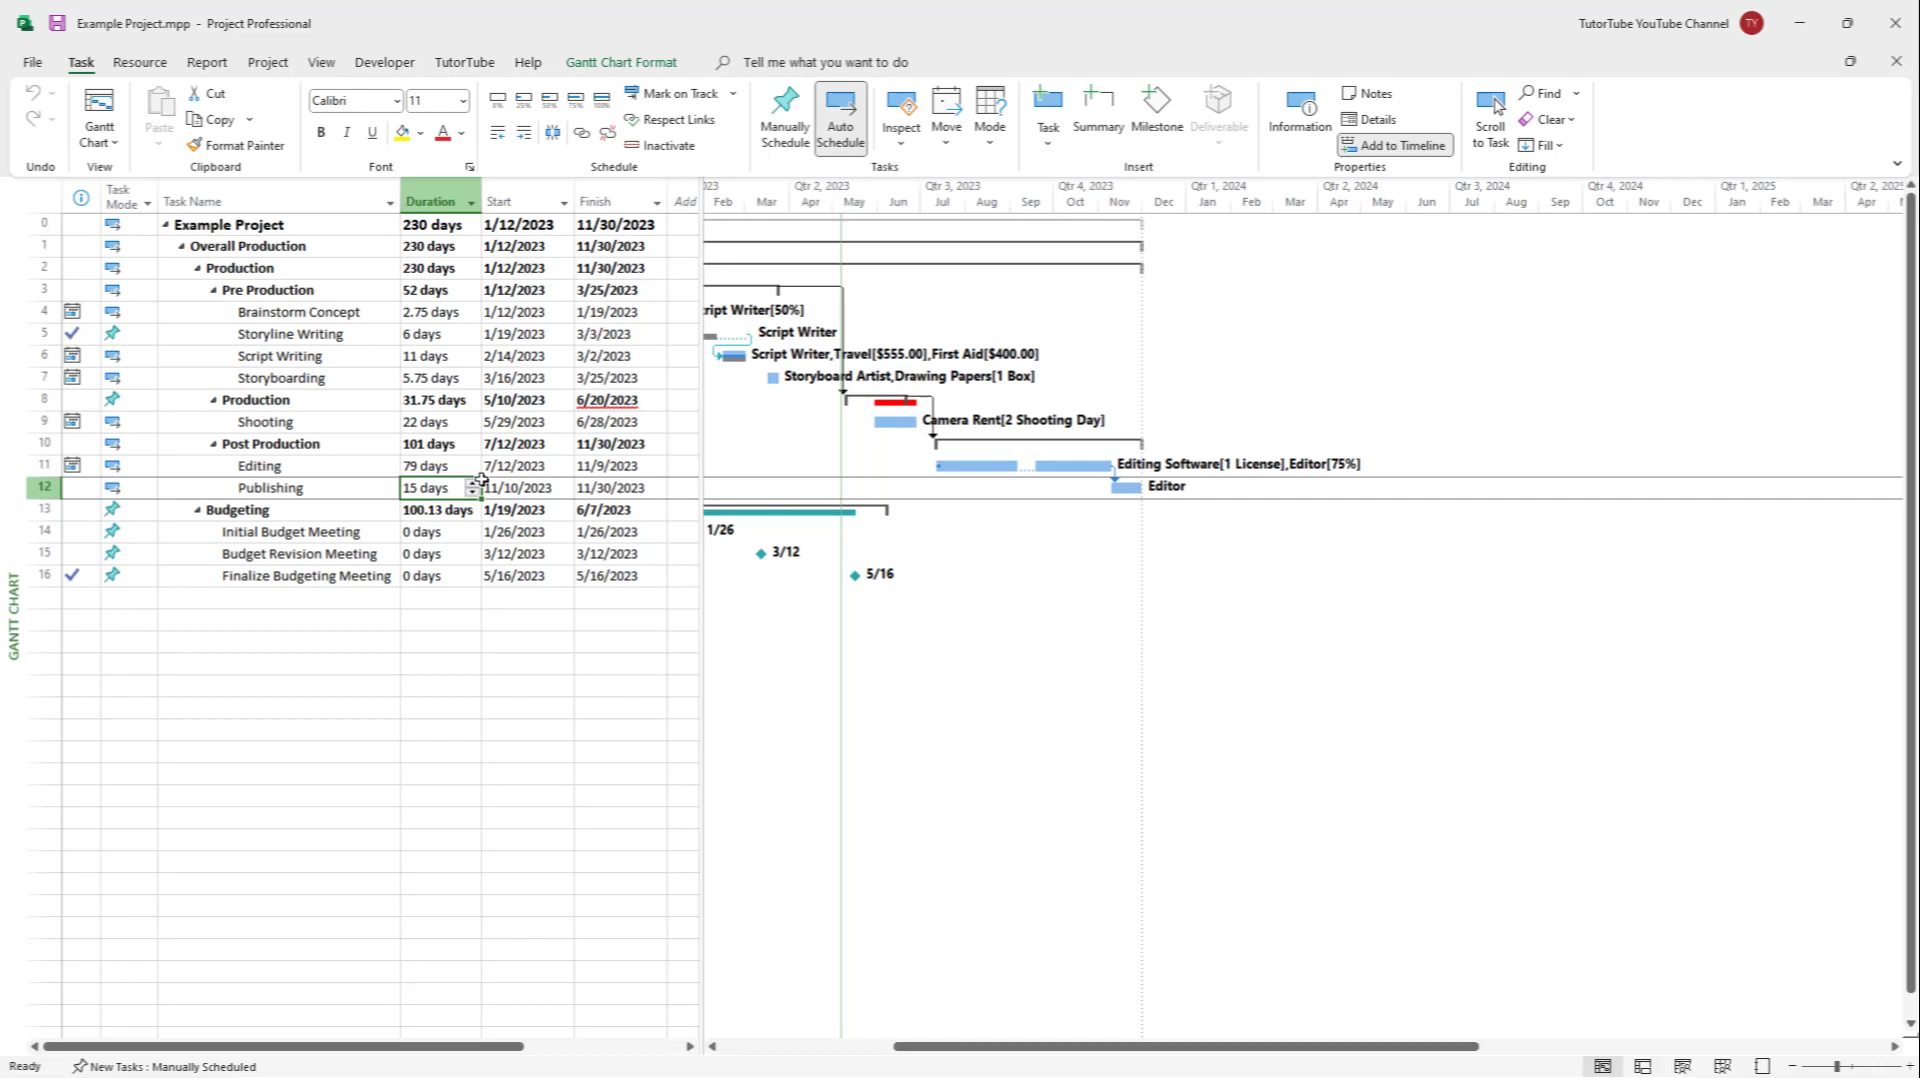 Example Project.mpp - Project Professional
TutorTube YouTube Channel TY
File Task Resource Report Project View Developer TutorTube Help Gantt Chart Format Tell me what you want to do
Cut
Copy
Format Painter
Paste
Gantt Chart
Calibri 11
B I U A
0% 25% 50% 75% 100%
Mark on Track
Respect Links
Inactivate
Manually Schedule
Auto Schedule
Inspect Move Mode
Task Summary Milestone Deliverable
Information
Notes
Details
Add to Timeline
Scroll to Task
Find
Clear
Fill
Undo View Clipboard Font Schedule Tasks Insert Properties Editing
Task Mode Task Name Duration Start Finish Add
023 Qtr 2, 2023 Qtr 3, 2023 Qtr 4, 2023 Qtr 1, 2024 Qtr 2, 2024 Qtr 3, 2024 Qtr 4, 2024 Qtr 1, 2025 Qtr 2, 2025
Feb Mar Apr May Jun Jul Aug Sep Oct Nov Dec Jan Feb Mar Apr May Jun Jul Aug Sep Oct Nov Dec Jan Feb Mar Apr
0 Example Project 230 days 1/12/2023 11/30/2023
1 Overall Production 230 days 1/12/2023 11/30/2023
2 Production 230 days 1/12/2023 11/30/2023
3 Pre Production 52 days 1/12/2023 3/25/2023
4 Brainstorm Concept 2.75 days 1/12/2023 1/19/2023 cript Writer[50%]
5 Storyline Writing 6 days 1/19/2023 3/3/2023 Script Writer
6 Script Writing 11 days 2/14/2023 3/2/2023 Script Writer,Travel[$555.00],First Aid[$400.00]
7 Storyboarding 5.75 days 3/16/2023 3/25/2023 Storyboard Artist,Drawing Papers[1 Box]
8 Production 31.75 days 5/10/2023 6/20/2023
9 Shooting 22 days 5/29/2023 6/28/2023 Camera Rent[2 Shooting Day]
10 Post Production 101 days 7/12/2023 11/30/2023
11 Editing 79 days 7/12/2023 11/9/2023 Editing Software[1 License],Editor[75%]
12 Publishing 15 days 11/10/2023 11/30/2023 Editor
13 Budgeting 100.13 days 1/19/2023 6/7/2023
14 Initial Budget Meeting 0 days 1/26/2023 1/26/2023 1/26
15 Budget Revision Meeting 0 days 3/12/2023 3/12/2023 3/12
16 Finalize Budgeting Meeting 0 days 5/16/2023 5/16/2023 5/16
GANTT CHART
Ready New Tasks : Manually Scheduled